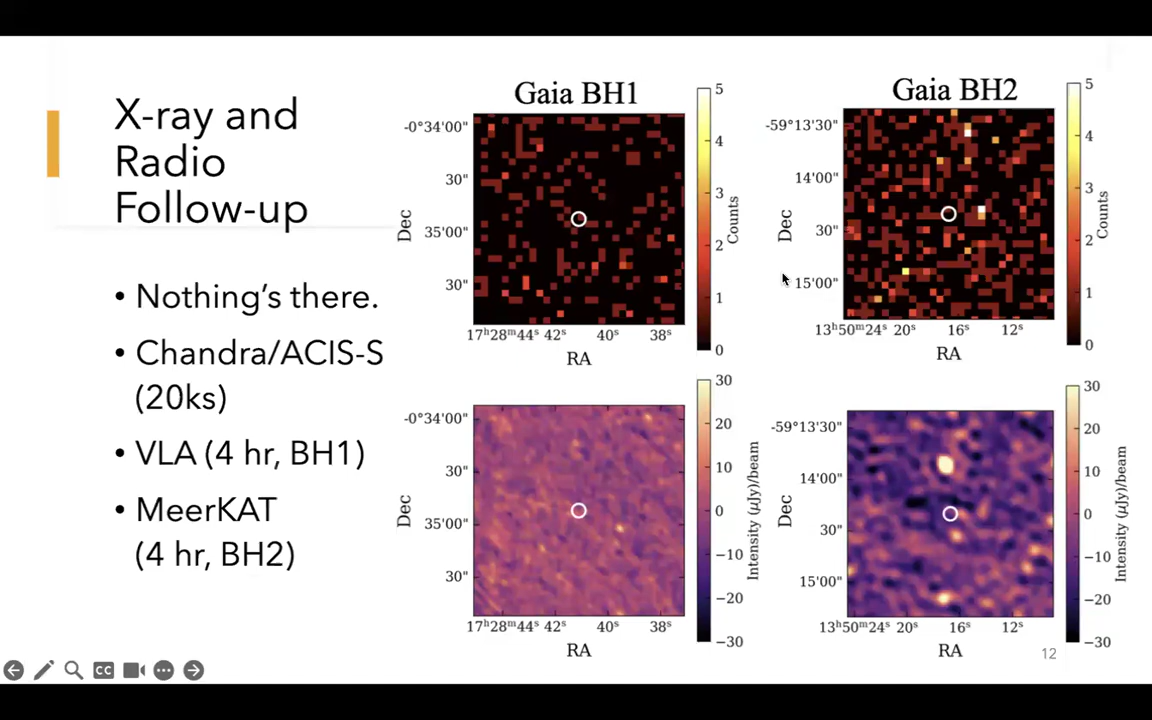 X-ray and
Radio
Follow-up
• Nothing's there.
• Chandra/ACIS-S
(20ks)
• VLA (4 hr, BH1)
• MeerKAT
(4 hr, BH2)
Gaia BH1
-0°34'00"
30"
35'00"
30"
Dec
17ʰ28ᵐ44ˢ 42ˢ 40ˢ 38ˢ
RA
5
4
3
2
1
0
Counts
Gaia BH2
-59°13'30"
14'00"
30"
15'00"
Dec
13ʰ50ᵐ24ˢ 20ˢ 16ˢ 12ˢ
RA
5
4
3
2
1
0
Counts
-0°34'00"
30"
35'00"
30"
Dec
17ʰ28ᵐ44ˢ 42ˢ 40ˢ 38ˢ
RA
30
20
10
0
−10
−20
−30
Intensity (μJy)/beam
-59°13'30"
14'00"
30"
15'00"
Dec
13ʰ50ᵐ24ˢ 20ˢ 16ˢ 12ˢ
RA
30
20
10
0
−10
−20
−30
Intensity (μJy)/beam
12
CC